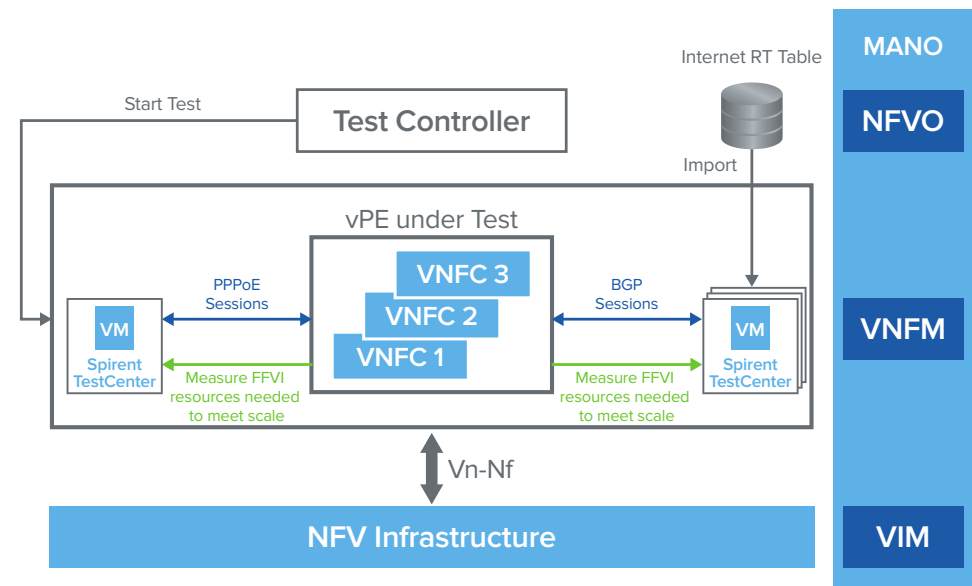 MANO
Internet RT Table
Start Test
Test Controller
NFVO
Import
vPE under Test
VNFC 3
PPPoE
Sessions
BGP
Sessions
VNFC 2
VM
VM
VNFM
VNFC 1
Spirent
TestCenter
Spirent
TestCenter
Measure FFVI
resources needed
to meet scale
Measure FFVI
resources needed
to meet scale
Vn-Nf
NFV Infrastructure
VIM